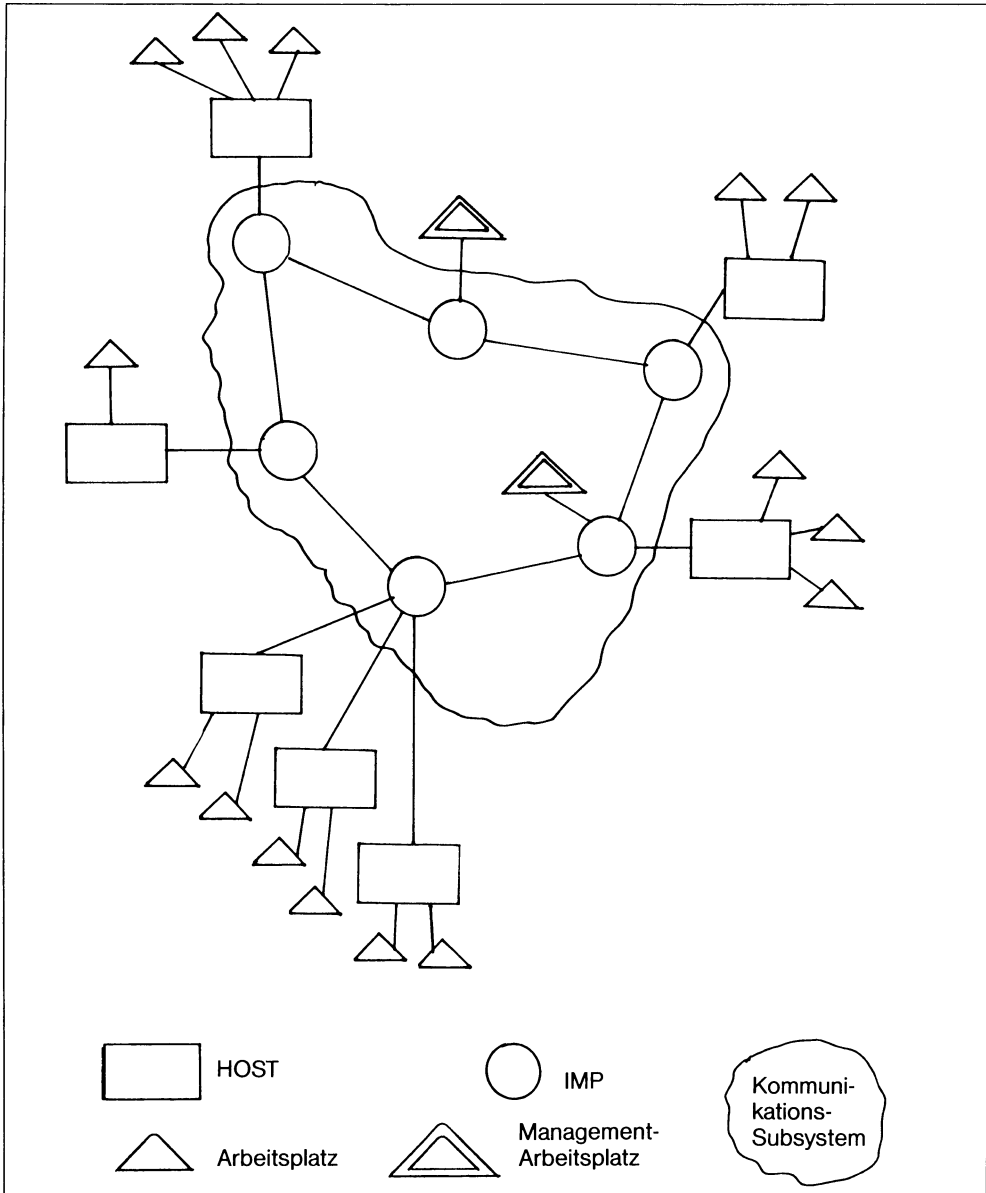 HOST
IMP
Kommuni-
kations-
Subsystem
Arbeitsplatz
Management-
Arbeitsplatz